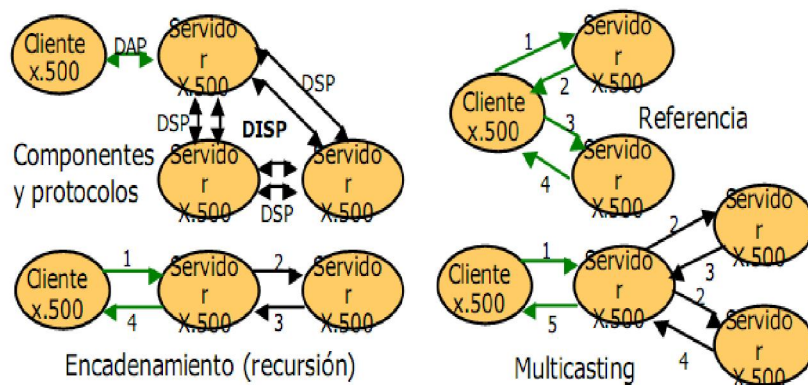 Cliente
x.500
DAP
Servido
r
X.500
DSP
DSP
DISP
Servido
r
X.500
Servido
r
X.500
DSP
Componentes
y protocolos
1
2
3
4
Cliente
x.500
Servido
r
X.500
Servido
r
X.500
Referencia
Cliente
x.500
1
4
Servido
r
X.500
2
3
Servido
r
X.500
Encadenamiento (recursión)
Cliente
x.500
1
5
Servido
r
X.500
2
3
2
4
Servido
r
X.500
Servido
r
X.500
Multicasting